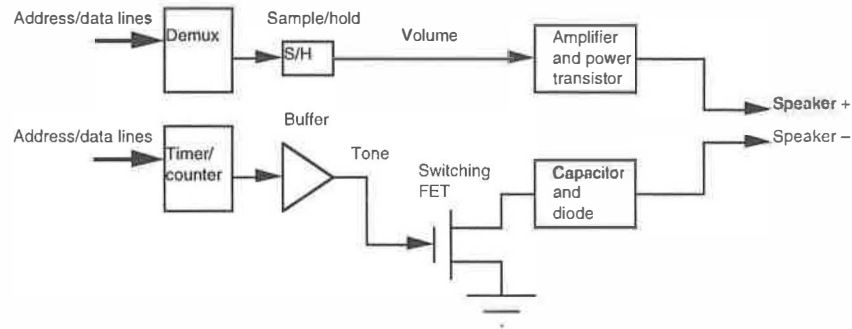 Address/data lines
Demux
Sample/hold
S/H
Volume
Amplifier
and power
transistor
Speaker +
Address/data lines
Timer/
counter
Buffer
Tone
Switching
FET
Capacitor
and
diode
Speaker –